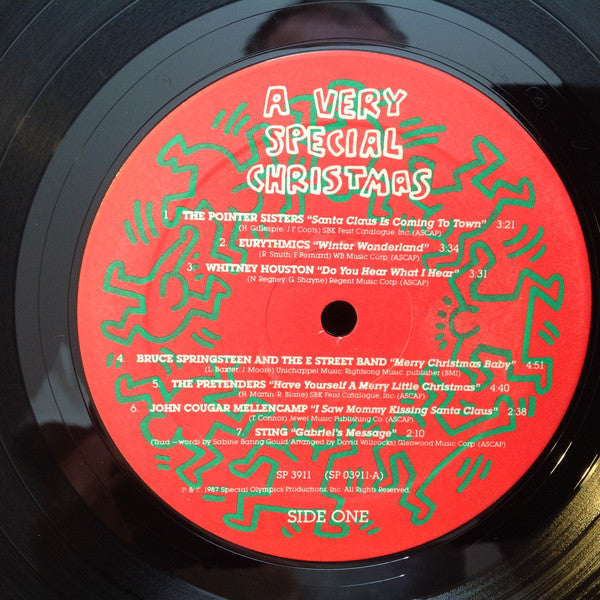 A VERY
SPECIAL
CHRISTMAS
1. THE POINTER SISTERS "Santa Claus Is Coming To Town" 3:21
(H. Gillespie/J.F. Coots) SBK Feist Catalogue, Inc. (ASCAP)
2. EURYTHMICS "Winter Wonderland" 3:34
(R. Smith/F. Bernard) WB Music Corp. (ASCAP)
3. WHITNEY HOUSTON "Do You Hear What I Hear" 3:31
(N. Regney/G. Shayne) Regent Music Corp. (ASCAP)
4. BRUCE SPRINGSTEEN AND THE E STREET BAND "Merry Christmas Baby" 4:51
(L. Baxter/J. Moore) Unichappel Music Rightsong Music, publisher (BMI)
5. THE PRETENDERS "Have Yourself A Merry Little Christmas" 4:40
(H. Martin, R. Blane) SBK Feist Catalogue, Inc. (ASCAP)
6. JOHN COUGAR MELLENCAMP "I Saw Mommy Kissing Santa Claus" 2:38
(T. Connor) Jewel Music Publishing Co. (ASCAP)
7. STING "Gabriel's Message" 2:10
(Trad.—words by Sabine Baring Gould/Arranged by David Willcocks) Glenwood Music Corp. (ASCAP)
SP 3911 (SP 03911-A)
℗ & © 1987 Special Olympics Productions, Inc. All Rights Reserved.
SIDE ONE